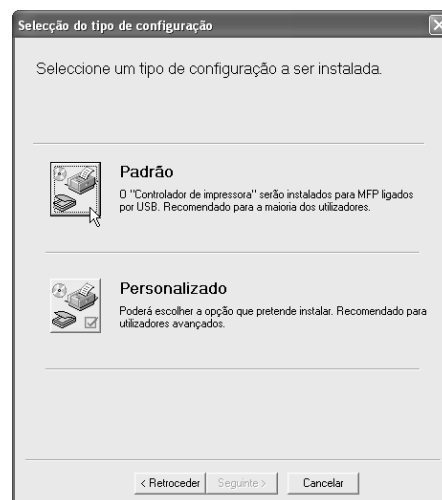 Selecção do tipo de configuração
Seleccione um tipo de configuração a ser instalada.
Padrão
O "Controlador de impressora" serão instalados para MFP ligados
por USB. Recomendado para a maioria dos utilizadores.
Personalizado
Poderá escolher a opção que pretende instalar. Recomendado para
utilizadores avançados.
< Retroceder Seguinte > Cancelar